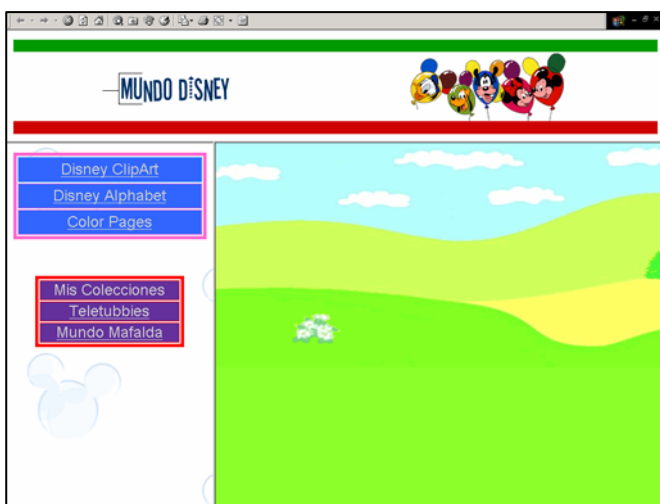 MUNDO DISNEY
Disney ClipArt
Disney Alphabet
Color Pages
Mis Colecciones
Teletubbies
Mundo Mafalda